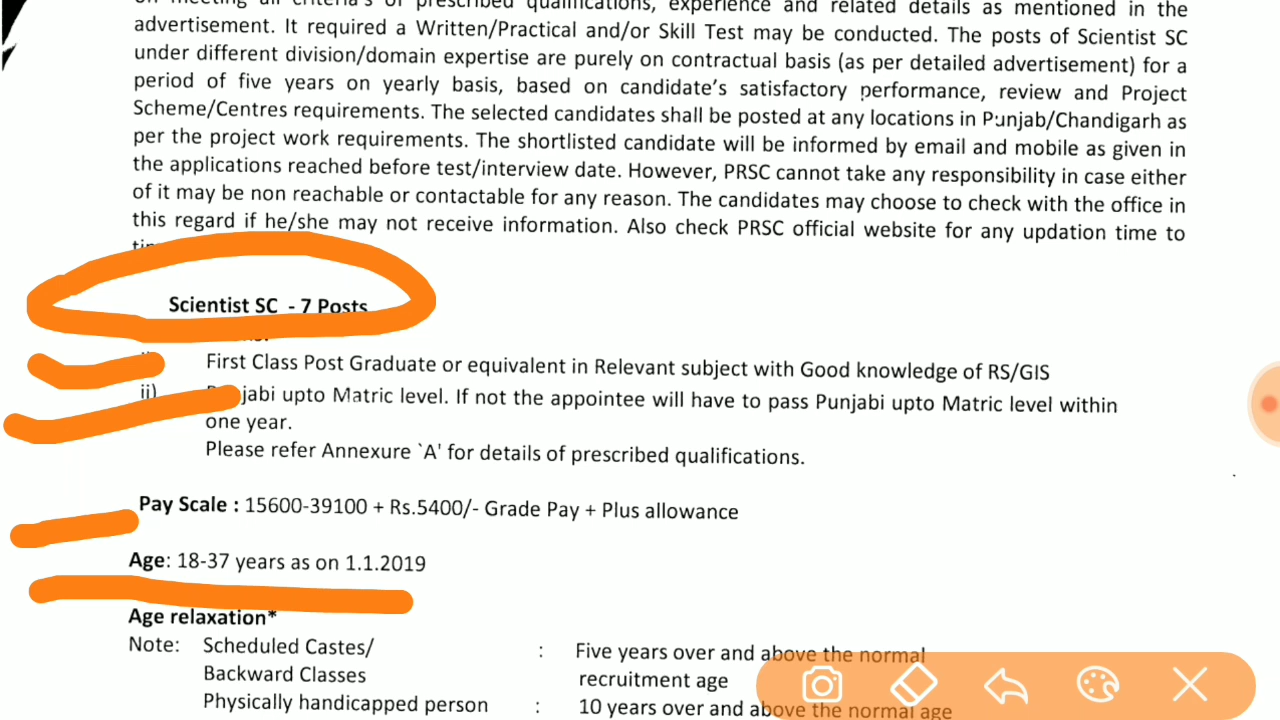 on meeting all criteria's of prescribed qualifications, experience and related details as mentioned in the
advertisement. It required a Written/Practical and/or Skill Test may be conducted. The posts of Scientist SC
under different division/domain expertise are purely on contractual basis (as per detailed advertisement) for a
period of five years on yearly basis, based on candidate's satisfactory performance, review and Project
Scheme/Centres requirements. The selected candidates shall be posted at any locations in Punjab/Chandigarh as
per the project work requirements. The shortlisted candidate will be informed by email and mobile as given in
the applications reached before test/interview date. However, PRSC cannot take any responsibility in case either
of it may be non reachable or contactable for any reason. The candidates may choose to check with the office in
this regard if he/she may not receive information. Also check PRSC official website for any updation time to
Scientist SC - 7 Posts
First Class Post Graduate or equivalent in Relevant subject with Good knowledge of RS/GIS
ii) Punjabi upto Matric level. If not the appointee will have to pass Punjabi upto Matric level within
one year.
Please refer Annexure `A' for details of prescribed qualifications.
Pay Scale : 15600-39100 + Rs.5400/- Grade Pay + Plus allowance
Age: 18-37 years as on 1.1.2019
Age relaxation*
Note: Scheduled Castes/ : Five years over and above the normal
Backward Classes recruitment age
Physically handicapped person : 10 years over and above the normal age